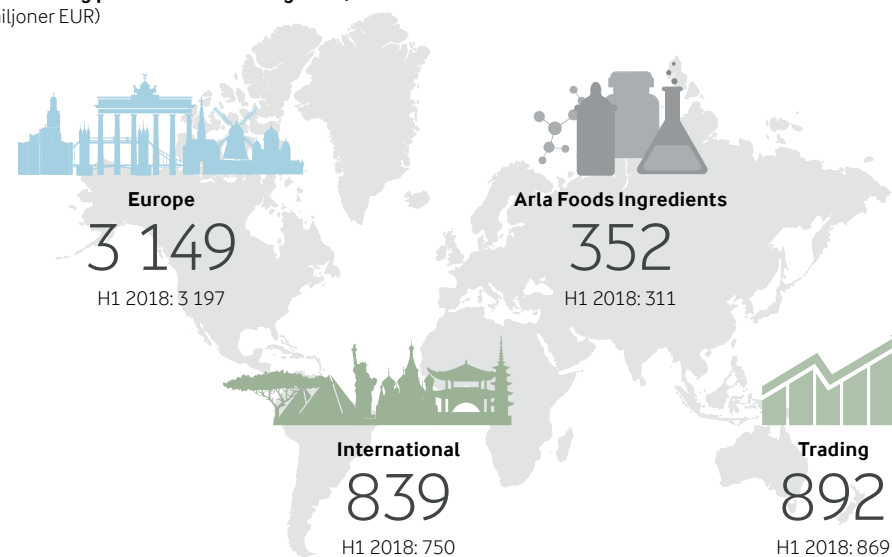 (miljoner EUR)
Europe
3 149
H1 2018: 3 197
Arla Foods Ingredients
352
H1 2018: 311
International
839
H1 2018: 750
Trading
892
H1 2018: 869